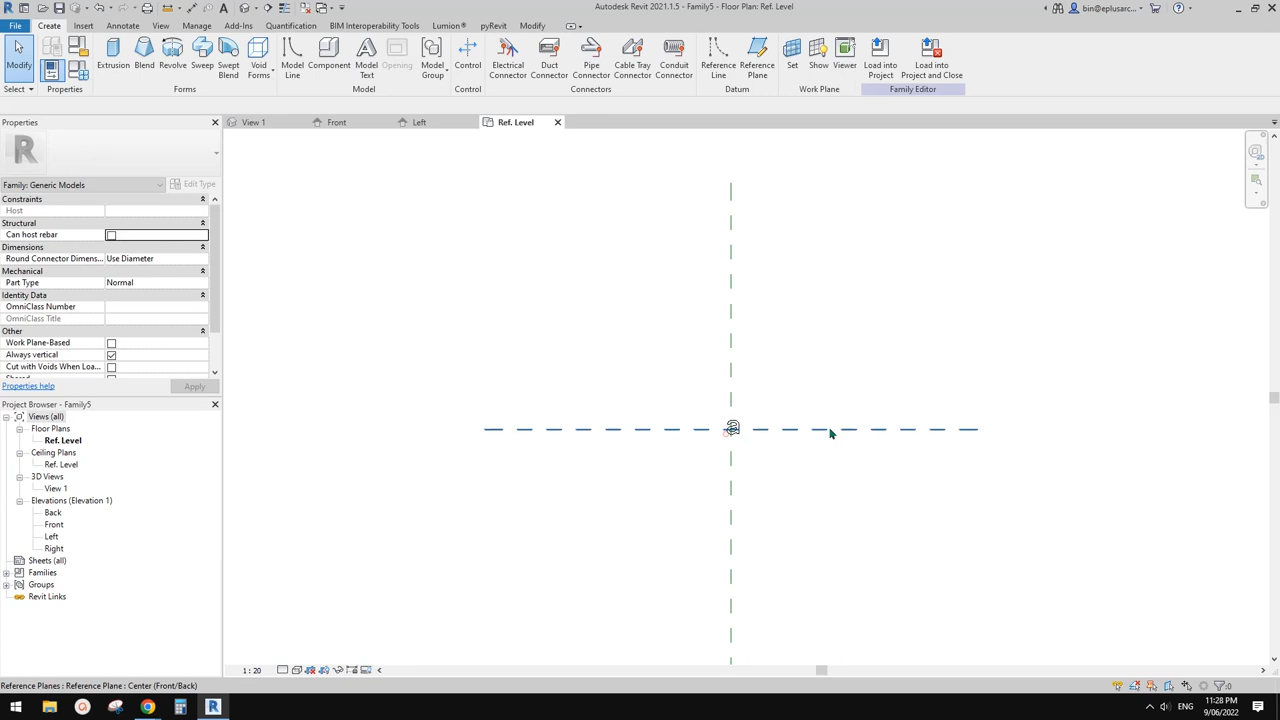 Autodesk Revit 2021.1.5 - Family5 - Floor Plan: Ref. Level
bin@eplusarc...
File Create Insert Annotate View Manage Add-Ins Quantification BIM Interoperability Tools Lumion® pyRevit Modify
Modify Extrusion Blend Revolve Sweep Swept Blend Void Forms Model Line Component Model Text Opening Model Group Control Electrical Connector Duct Connector Pipe Connector Cable Tray Connector Conduit Connector Reference Line Reference Plane Set Show Viewer Load into Project Load into Project and Close
Select Properties Forms Model Control Connectors Datum Work Plane Family Editor
Properties
View 1 Front Left Ref. Level
R
Family: Generic Models Edit Type
Constraints
Host
Structural
Can host rebar
Dimensions
Round Connector Dimens... Use Diameter
Mechanical
Part Type Normal
Identity Data
OmniClass Number
OmniClass Title
Other
Work Plane-Based
Always vertical
Cut with Voids When Loa...
Properties help Apply
Project Browser - Family5
Views (all)
Floor Plans
Ref. Level
Ceiling Plans
Ref. Level
3D Views
View 1
Elevations (Elevation 1)
Back
Front
Left
Right
Sheets (all)
Families
Groups
Revit Links
a
1 : 20
Reference Planes : Reference Plane : Center (Front/Back)
:0
ENG
11:28 PM
9/06/2022